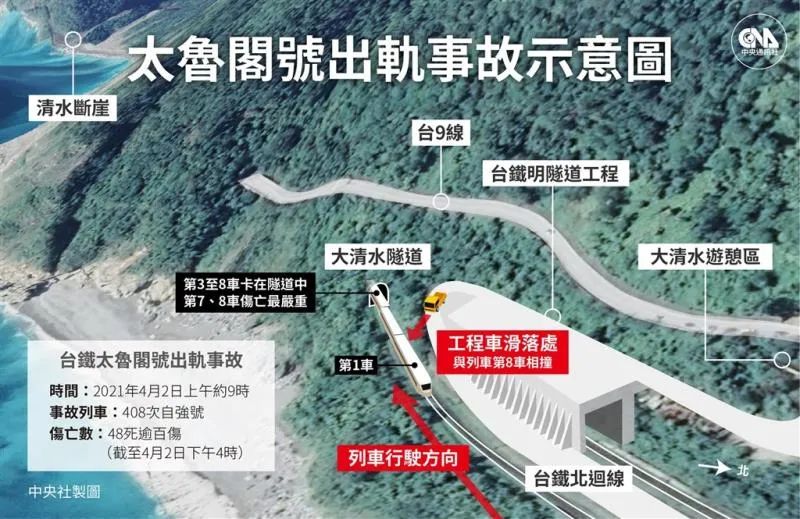 CNA
中央通訊社
太魯閣號出軌事故示意圖
清水斷崖
台9線
台鐵明隧道工程
大清水隧道
大清水遊憩區
第3至8車卡在隧道中
第7、8車傷亡最嚴重
工程車滑落處
與列車第8車相撞
第1車
台鐵太魯閣號出軌事故
時間：2021年4月2日上午約9時
事故列車：408次自強號
傷亡數：48死逾百傷
（截至4月2日下午4時）
列車行駛方向
台鐵北迴線
北
中央社製圖